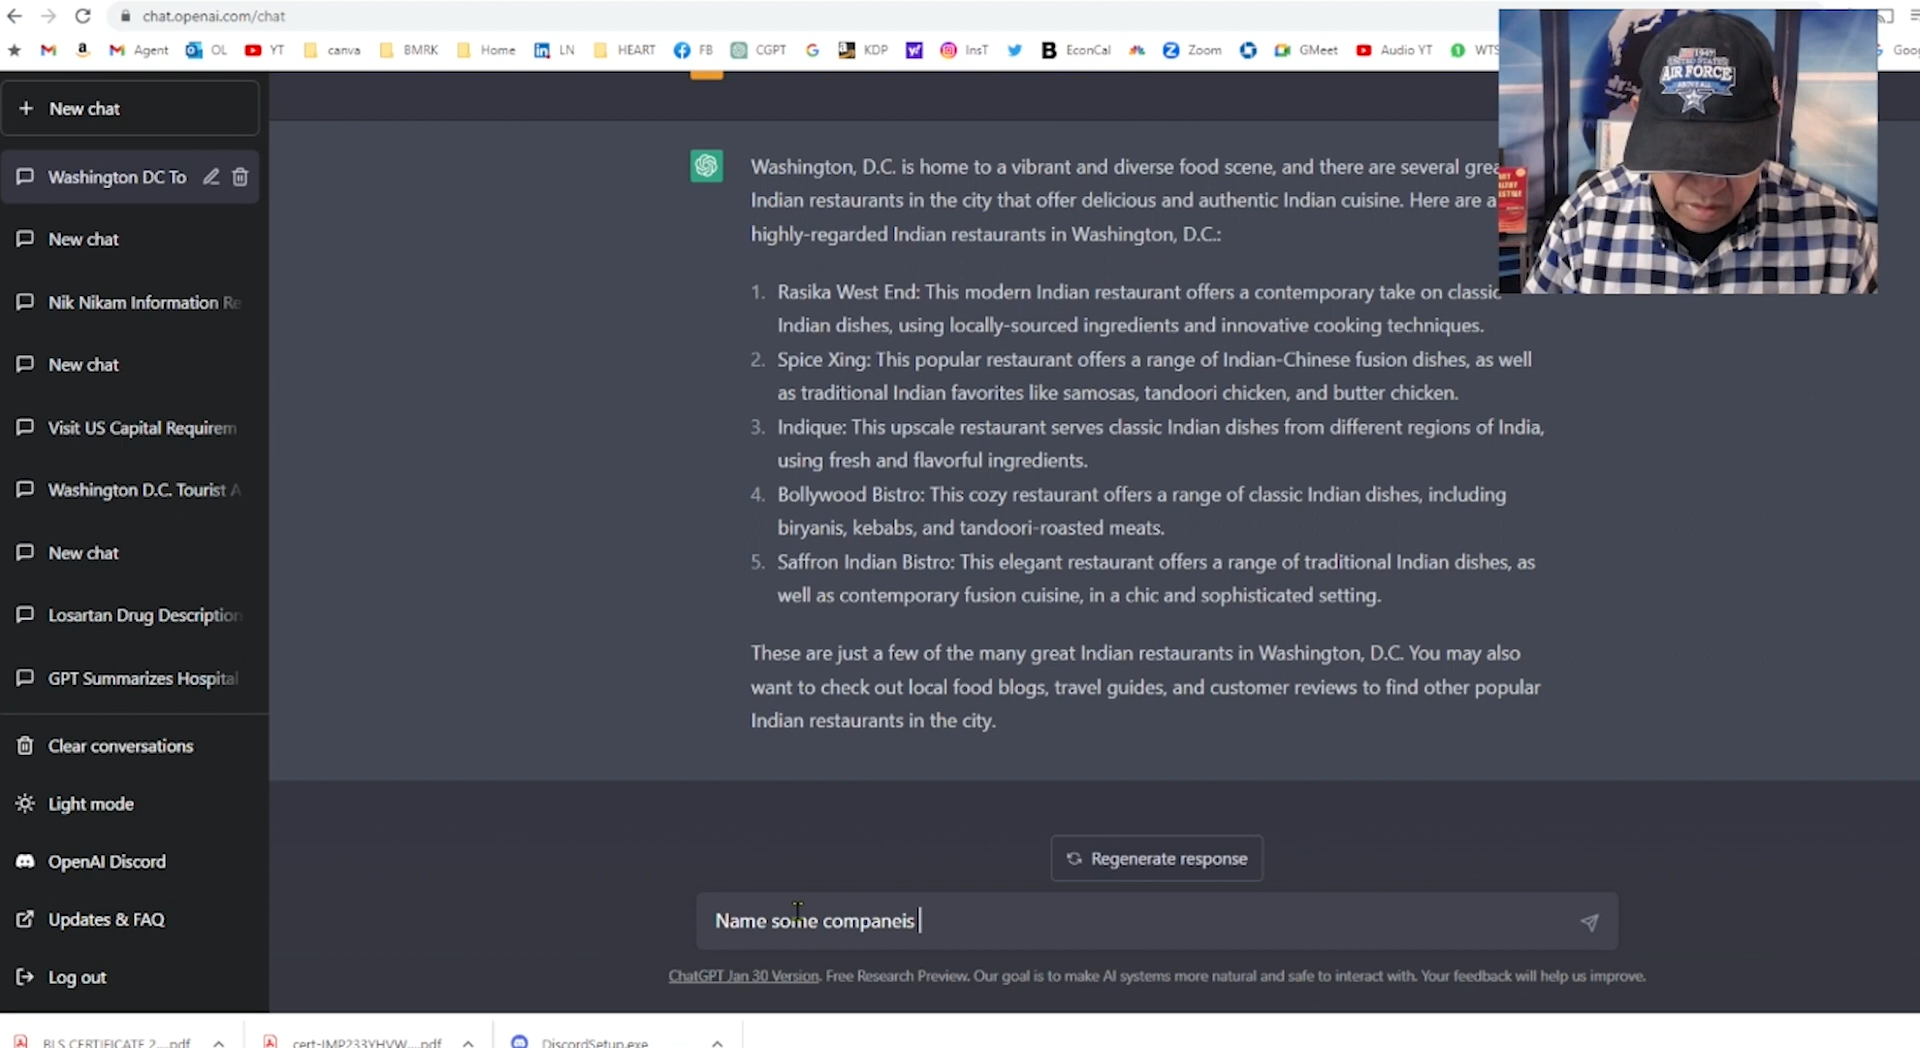 chat.openai.com/chat
Agent OL YT canva BMRK Home LN HEART FB CGPT KDP InsT EconCal Zoom GMeet Audio YT WTS Goo
1947
UNITED STATES
AIR FORCE
New chat
Washington DC To
New chat
Nik Nikam Information Re
New chat
Visit US Capital Requirem
Washington D.C. Tourist A
New chat
Losartan Drug Description
GPT Summarizes Hospital
Clear conversations
Light mode
OpenAI Discord
Updates & FAQ
Log out
Washington, D.C. is home to a vibrant and diverse food scene, and there are several grea
Indian restaurants in the city that offer delicious and authentic Indian cuisine. Here are a
highly-regarded Indian restaurants in Washington, D.C.:
1. Rasika West End: This modern Indian restaurant offers a contemporary take on classic
Indian dishes, using locally-sourced ingredients and innovative cooking techniques.
2. Spice Xing: This popular restaurant offers a range of Indian-Chinese fusion dishes, as well
as traditional Indian favorites like samosas, tandoori chicken, and butter chicken.
3. Indique: This upscale restaurant serves classic Indian dishes from different regions of India,
using fresh and flavorful ingredients.
4. Bollywood Bistro: This cozy restaurant offers a range of classic Indian dishes, including
biryanis, kebabs, and tandoori-roasted meats.
5. Saffron Indian Bistro: This elegant restaurant offers a range of traditional Indian dishes, as
well as contemporary fusion cuisine, in a chic and sophisticated setting.
These are just a few of the many great Indian restaurants in Washington, D.C. You may also
want to check out local food blogs, travel guides, and customer reviews to find other popular
Indian restaurants in the city.
Regenerate response
Name some companeis
ChatGPT Jan 30 Version. Free Research Preview. Our goal is to make AI systems more natural and safe to interact with. Your feedback will help us improve.
BLS CERTIFICATE 2....pdf cert-IMP233YHVW....pdf DiscordSetup.exe